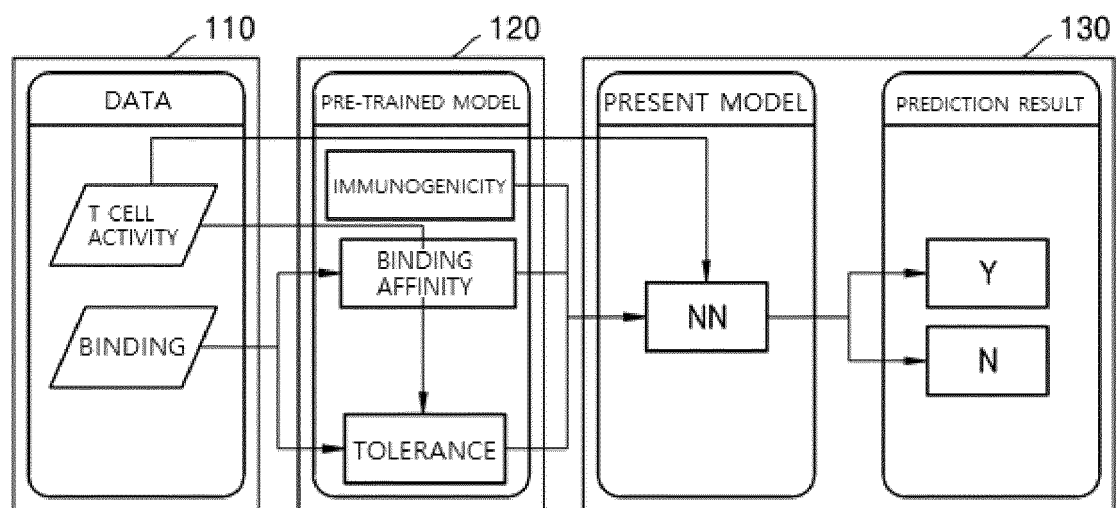 110
120
130
DATA
PRE-TRAINED MODEL
PRESENT MODEL
PREDICTION RESULT
T CELL
ACTIVITY
BINDING
IMMUNOGENICITY
BINDING
AFFINITY
TOLERANCE
NN
Y
N